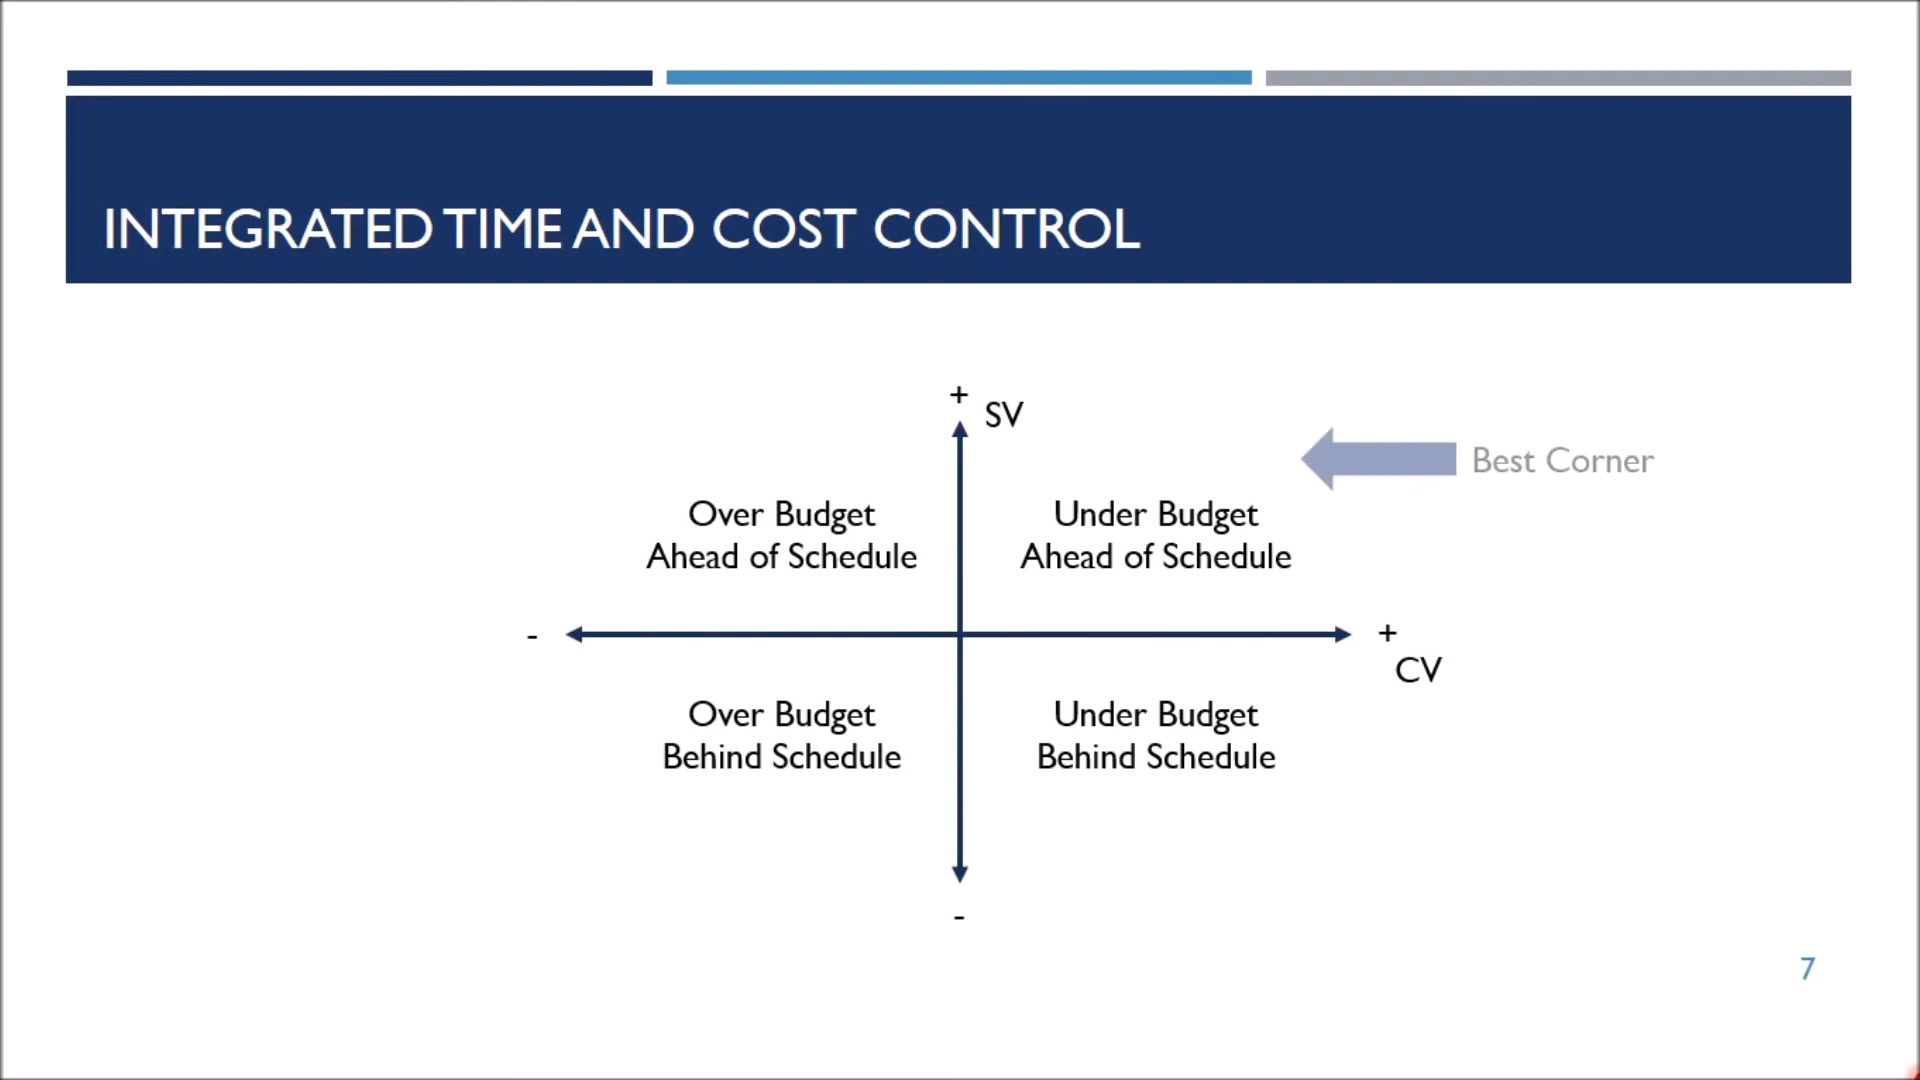 INTEGRATED TIME AND COST CONTROL
+
SV
Best Corner
Over Budget
Ahead of Schedule
Under Budget
Ahead of Schedule
-
+
CV
Over Budget
Behind Schedule
Under Budget
Behind Schedule
-
7